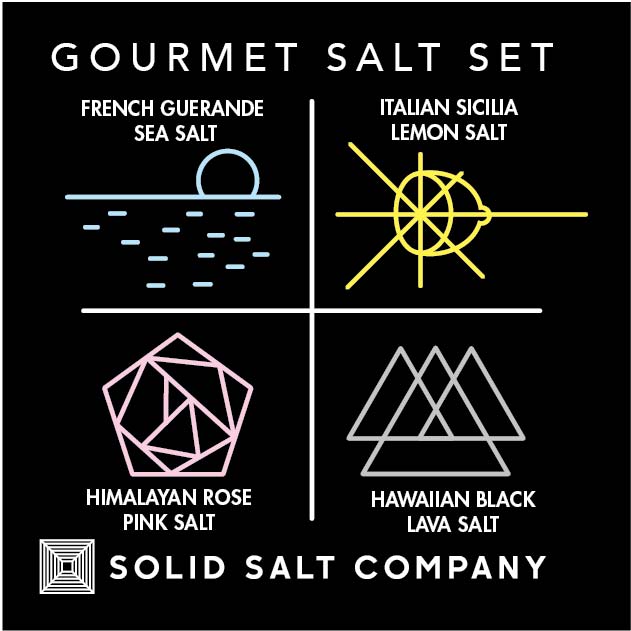 GOURMET SALT SET
FRENCH GUERANDE
SEA SALT
ITALIAN SICILIA
LEMON SALT
HIMALAYAN ROSE
PINK SALT
HAWAIIAN BLACK
LAVA SALT
SOLID SALT COMPANY